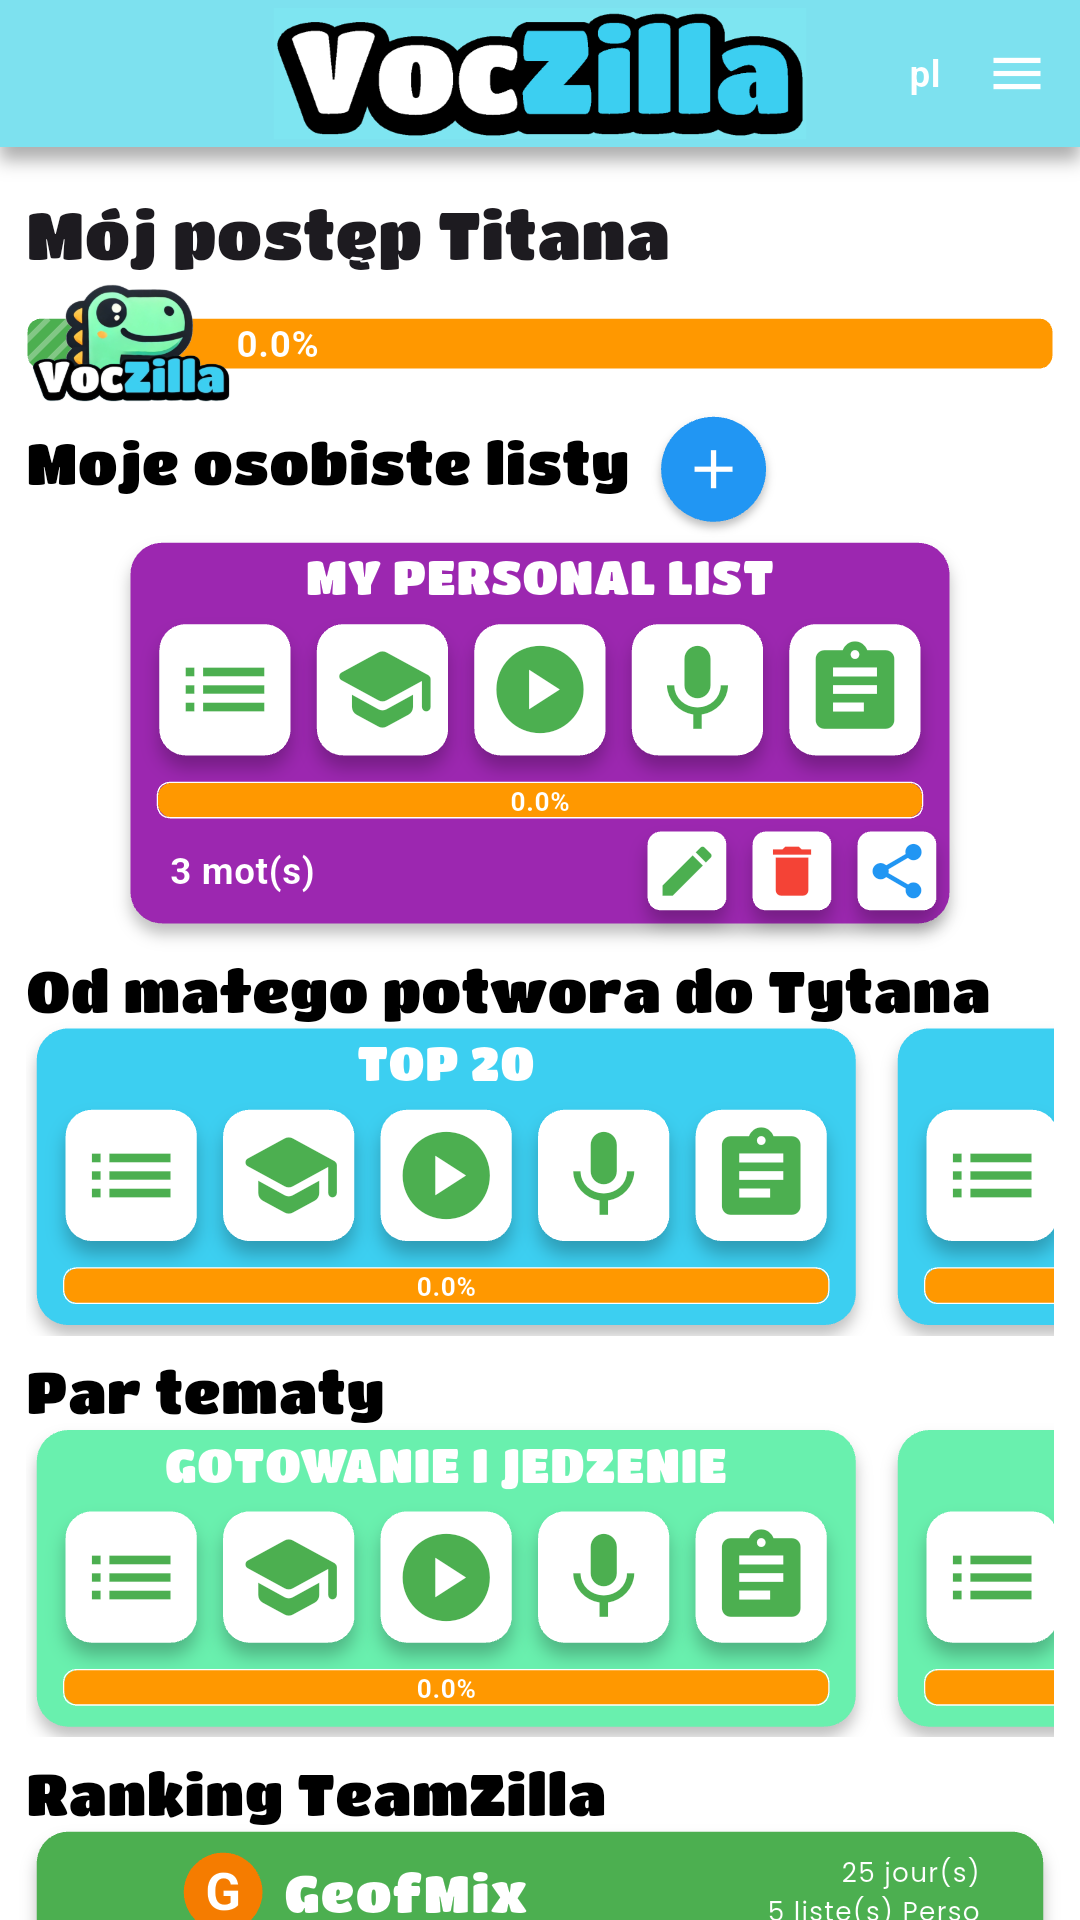 VocZilla
pl
Mój postęp Titana
0.0%
VocZilla
Moje osobiste listy
MY PERSONAL LIST
0.0%
3 mot(s)
Od małego potwora do Tytana
TOP 20
0.0%
Par tematy
GOTOWANIE I JEDZENIE
0.0%
Ranking TeamZilla
G GeofMix
25 jour(s)
5 liste(s) Perso